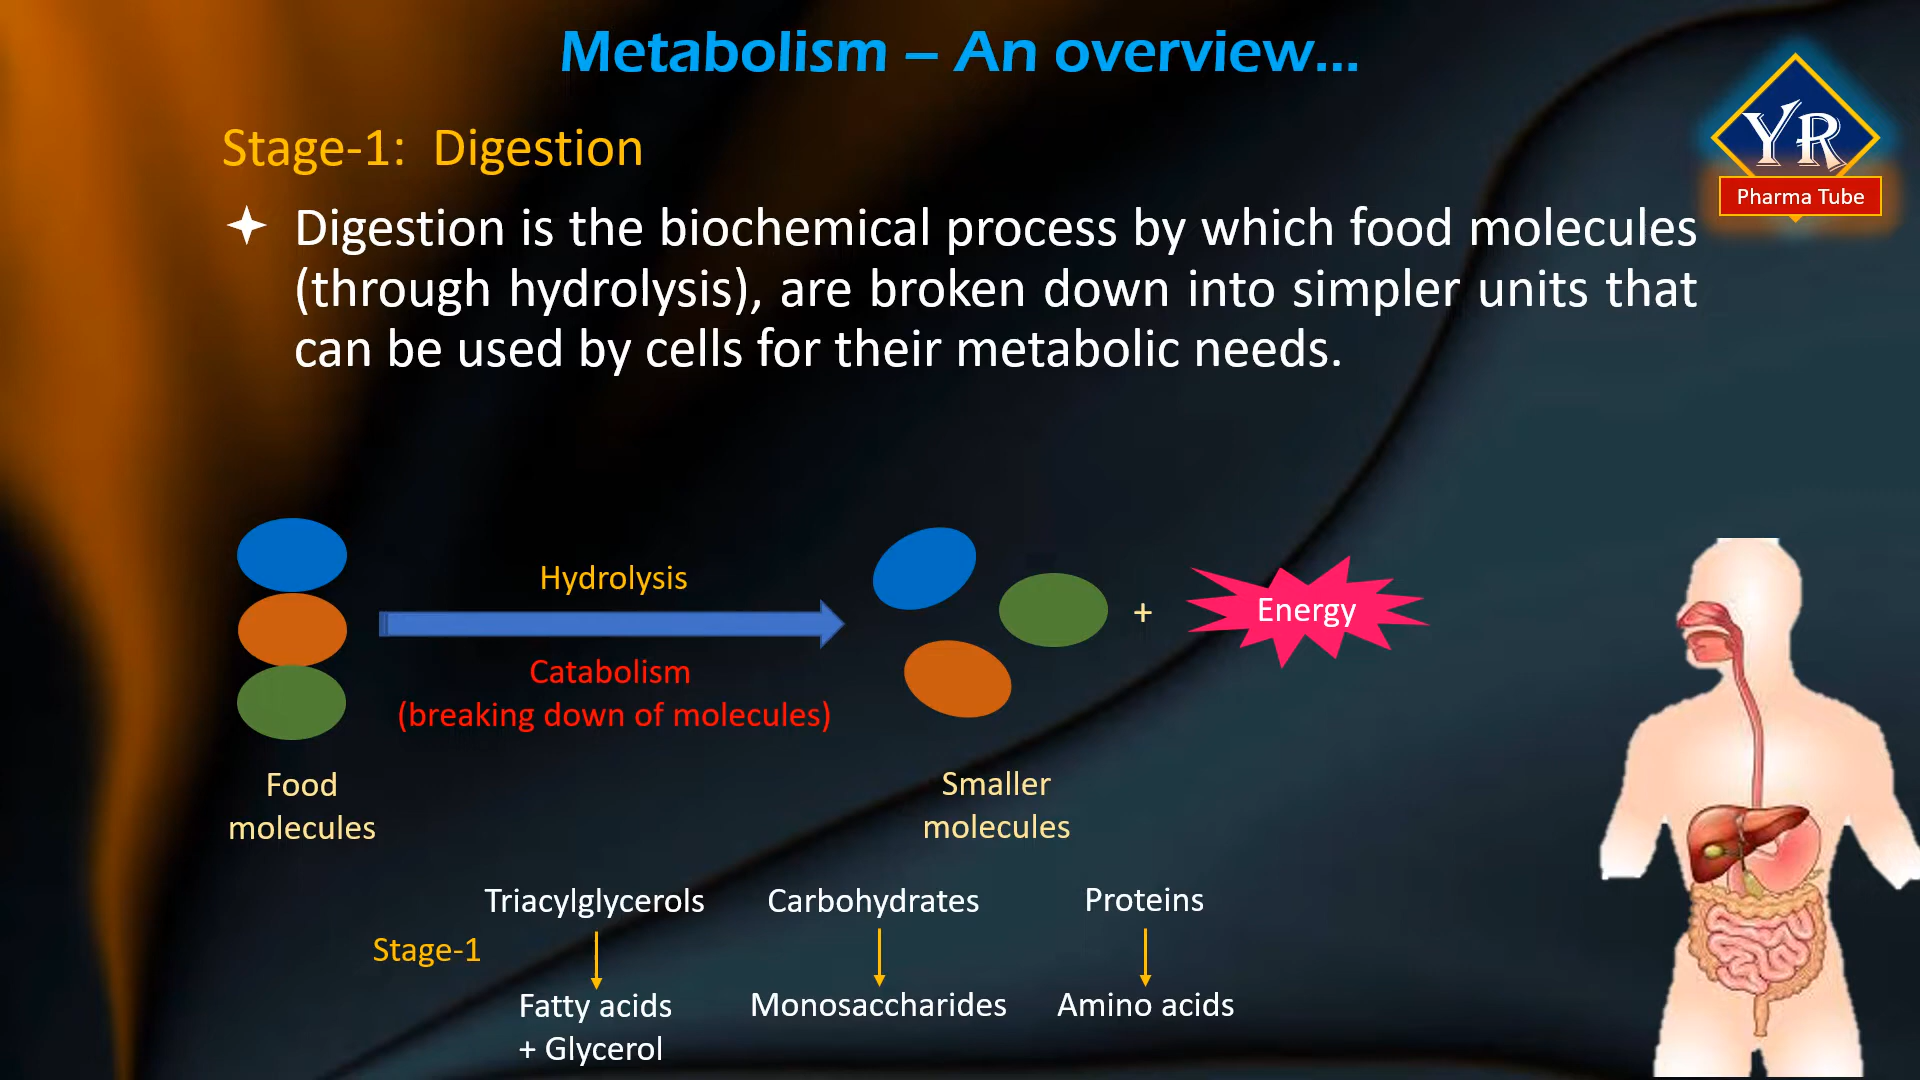 Metabolism – An overview...
YR
Pharma Tube
Stage-1: Digestion
Digestion is the biochemical process by which food molecules
(through hydrolysis), are broken down into simpler units that
can be used by cells for their metabolic needs.
Hydrolysis
Catabolism
(breaking down of molecules)
+
Energy
Food
molecules
Smaller
molecules
Triacylglycerols Carbohydrates Proteins
Stage-1
Fatty acids Monosaccharides Amino acids
+ Glycerol